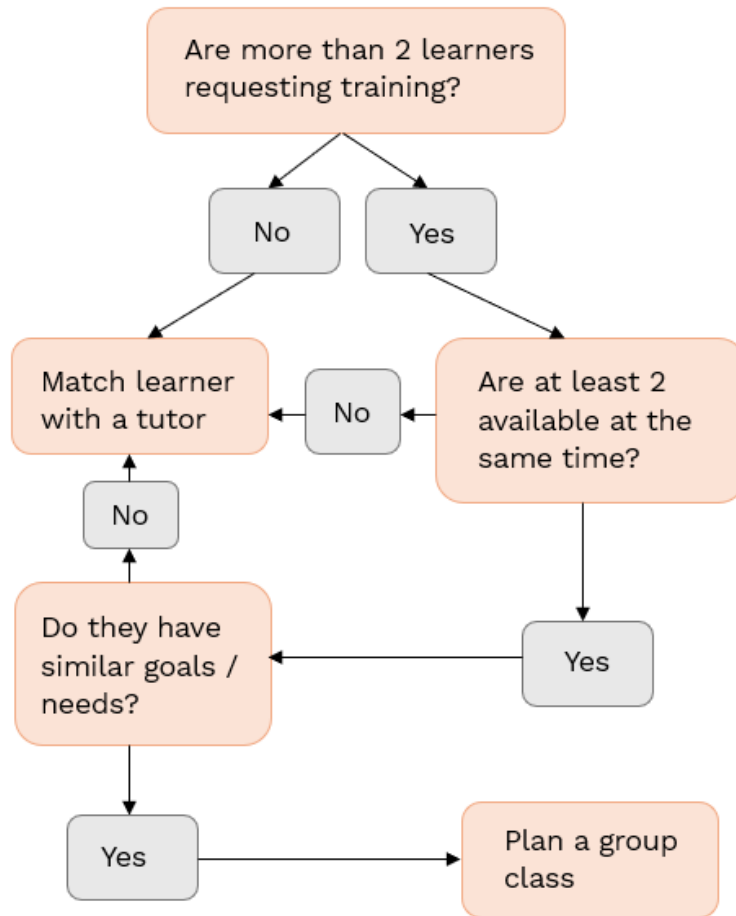 Are more than 2 learners
requesting training?
No
Yes
Match learner
with a tutor
No
Are at least 2
available at the
same time?
No
Do they have
similar goals /
needs?
Yes
Yes
Plan a group
class